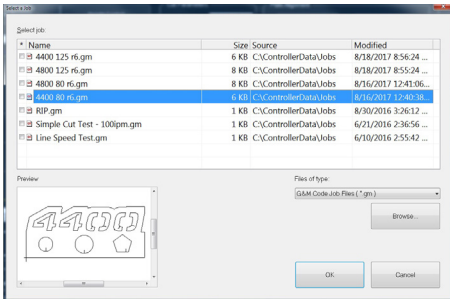 Select a Job
Select job:
* Name Size Source Modified
4400 125 r6.gm 6 KB C:\ControllerData\Jobs 8/18/2017 8:56:24 ...
4800 125 r6.gm 8 KB C:\ControllerData\Jobs 8/18/2017 8:55:24 ...
4800 80 r6.gm 8 KB C:\ControllerData\Jobs 8/16/2017 12:41:06...
4400 80 r6.gm 6 KB C:\ControllerData\Jobs 8/16/2017 12:40:38...
RIP.gm 1 KB C:\ControllerData\Jobs 8/30/2016 3:26:12 ...
Simple Cut Test - 100ipm.gm 1 KB C:\ControllerData\Jobs 6/21/2016 2:36:56 ...
Line Speed Test.gm 1 KB C:\ControllerData\Jobs 6/10/2016 2:55:42 ...
Preview:
Files of type:
G&M Code Job Files (*.gm )
4400
Browse...
OK Cancel